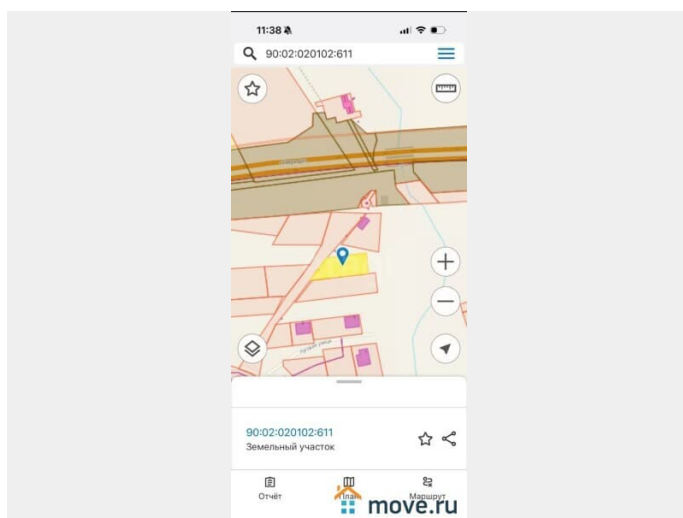 11:38
90:02:020102:611
90:02:020102:611
Земельный участок
Отчёт
План
Маршрут
move.ru